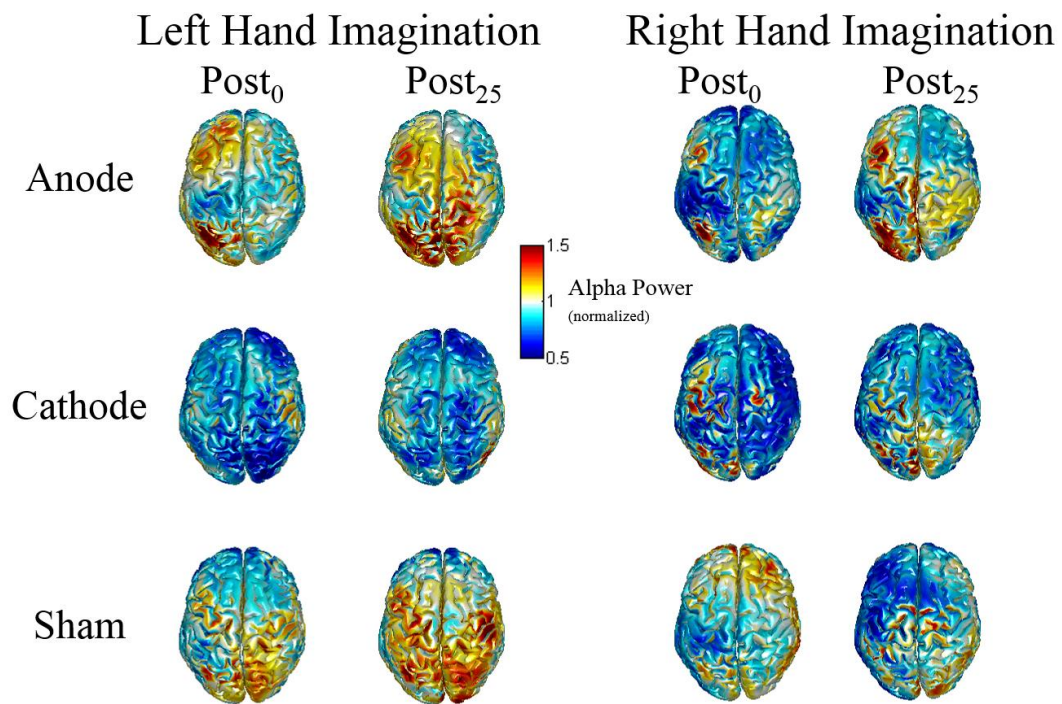 Left Hand Imagination Right Hand Imagination
Post₀ Post₂₅ Post₀ Post₂₅
Anode
1.5
Alpha Power
1
(normalized)
0.5
Cathode
Sham